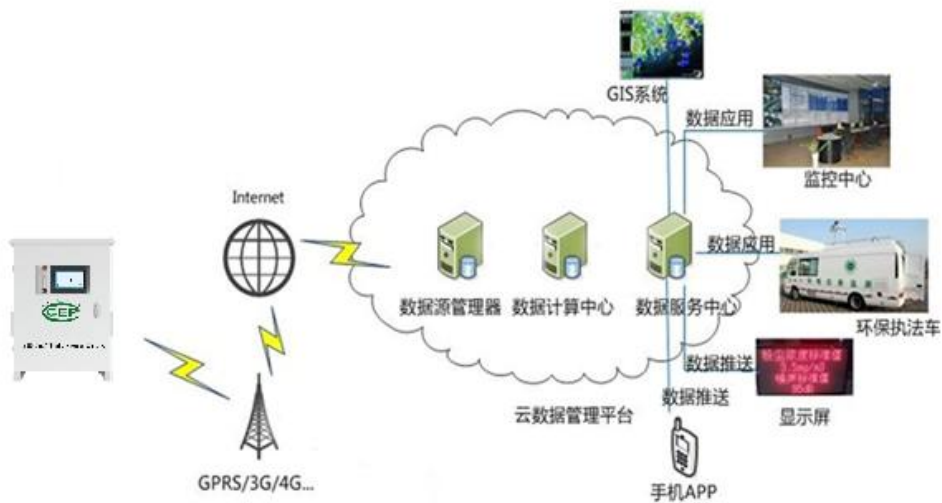 GIS系统
数据应用
监控中心
Internet
数据应用
数据源管理器
数据计算中心
数据服务中心
环保执法车
CEP
数据推送
数据推送
云数据管理平台
显示屏
GPRS/3G/4G...
手机APP